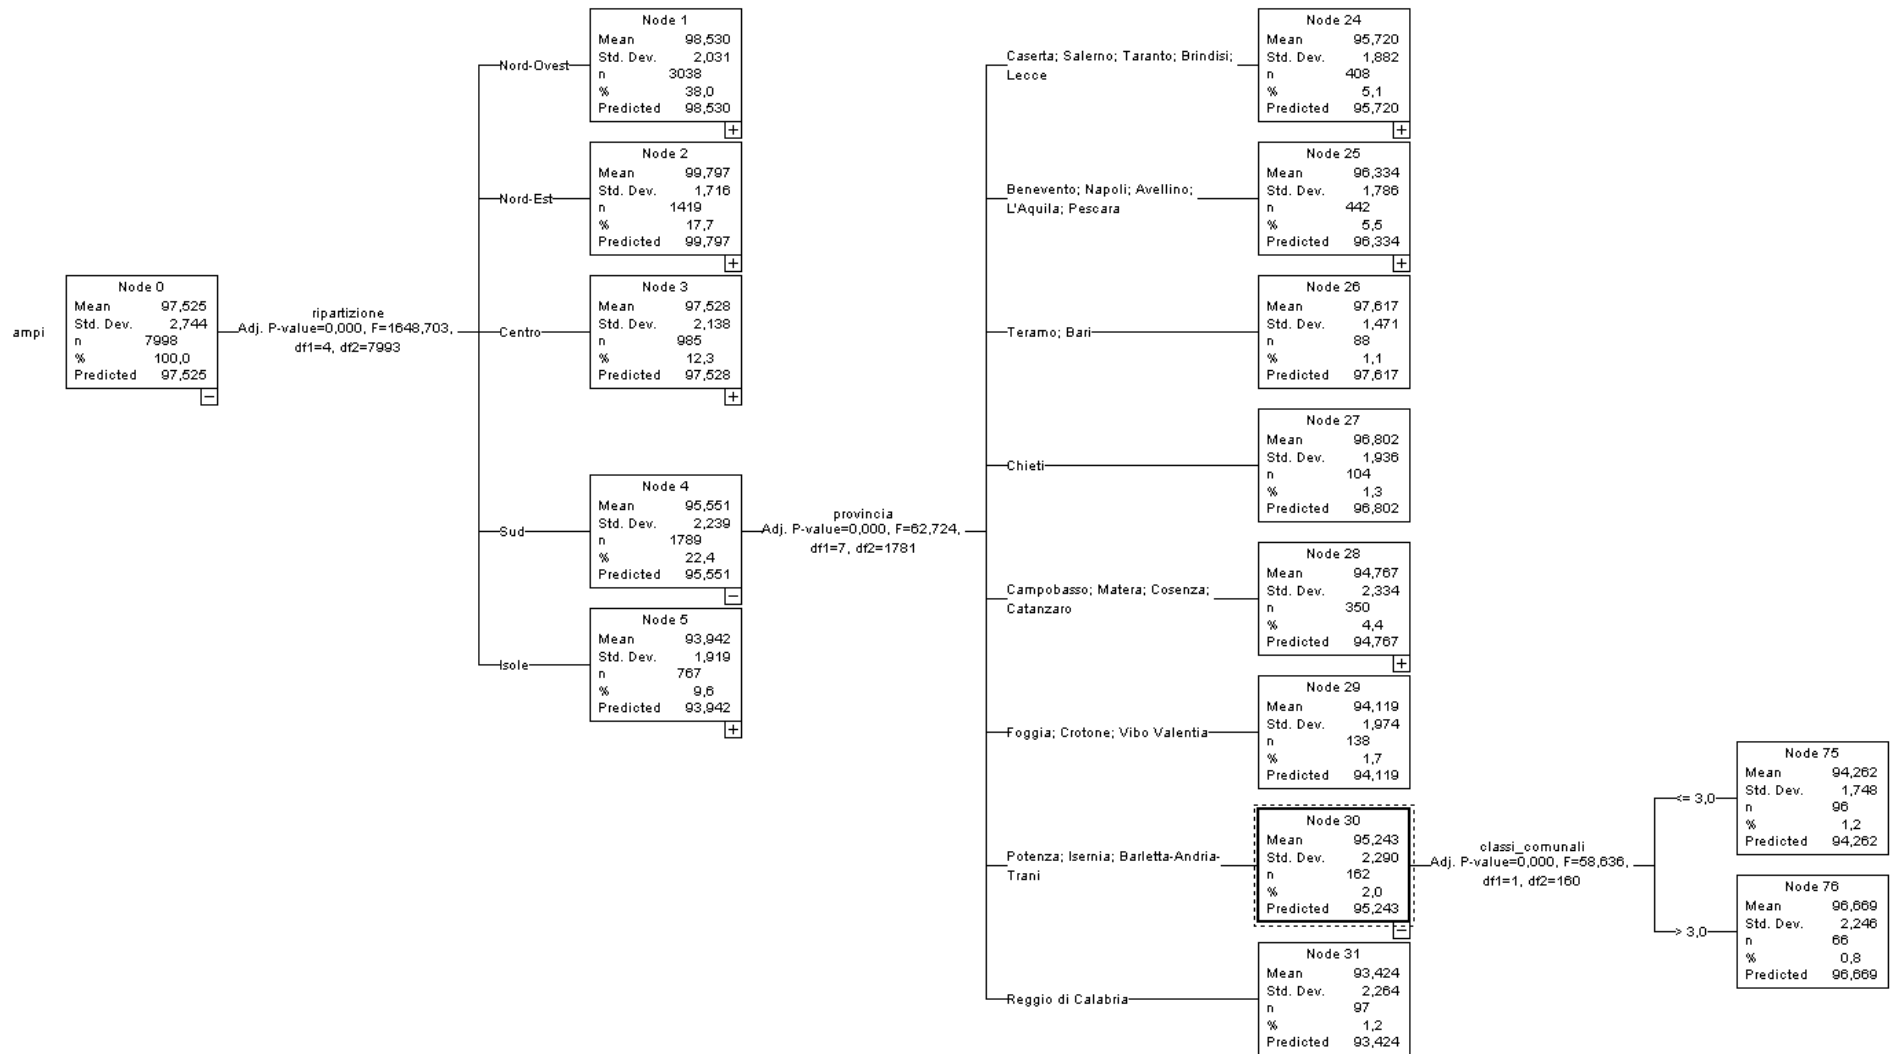 ampi
Node 0
Mean 97,525
Std. Dev. 2,744
n 7998
% 100,0
Predicted 97,525
−
ripartizione
Adj. P-value=0,000, F=1648,703,
df1=4, df2=7993
Nord-Ovest
Node 1
Mean 98,530
Std. Dev. 2,031
n 3038
% 38,0
Predicted 98,530
+
Nord-Est
Node 2
Mean 99,797
Std. Dev. 1,716
n 1419
% 17,7
Predicted 99,797
+
Centro
Node 3
Mean 97,528
Std. Dev. 2,138
n 985
% 12,3
Predicted 97,528
+
Sud
Node 4
Mean 95,551
Std. Dev. 2,239
n 1789
% 22,4
Predicted 95,551
−
Isole
Node 5
Mean 93,942
Std. Dev. 1,919
n 767
% 9,6
Predicted 93,942
+
provincia
Adj. P-value=0,000, F=62,724,
df1=7, df2=1781
Caserta; Salerno; Taranto; Brindisi;
Lecce
Node 24
Mean 95,720
Std. Dev. 1,882
n 408
% 5,1
Predicted 95,720
+
Benevento; Napoli; Avellino;
L'Aquila; Pescara
Node 25
Mean 96,334
Std. Dev. 1,786
n 442
% 5,5
Predicted 96,334
+
Teramo; Bari
Node 26
Mean 97,617
Std. Dev. 1,471
n 88
% 1,1
Predicted 97,617
Chieti
Node 27
Mean 96,802
Std. Dev. 1,936
n 104
% 1,3
Predicted 96,802
Campobasso; Matera; Cosenza;
Catanzaro
Node 28
Mean 94,767
Std. Dev. 2,334
n 350
% 4,4
Predicted 94,767
+
Foggia; Crotone; Vibo Valentia
Node 29
Mean 94,119
Std. Dev. 1,974
n 138
% 1,7
Predicted 94,119
Potenza; Isernia; Barletta-Andria-
Trani
Node 30
Mean 95,243
Std. Dev. 2,290
n 162
% 2,0
Predicted 95,243
−
Reggio di Calabria
Node 31
Mean 93,424
Std. Dev. 2,264
n 97
% 1,2
Predicted 93,424
classi_comunali
Adj. P-value=0,000, F=58,636,
df1=1, df2=160
<= 3,0
Node 75
Mean 94,262
Std. Dev. 1,748
n 96
% 1,2
Predicted 94,262
> 3,0
Node 76
Mean 96,669
Std. Dev. 2,246
n 66
% 0,8
Predicted 96,669